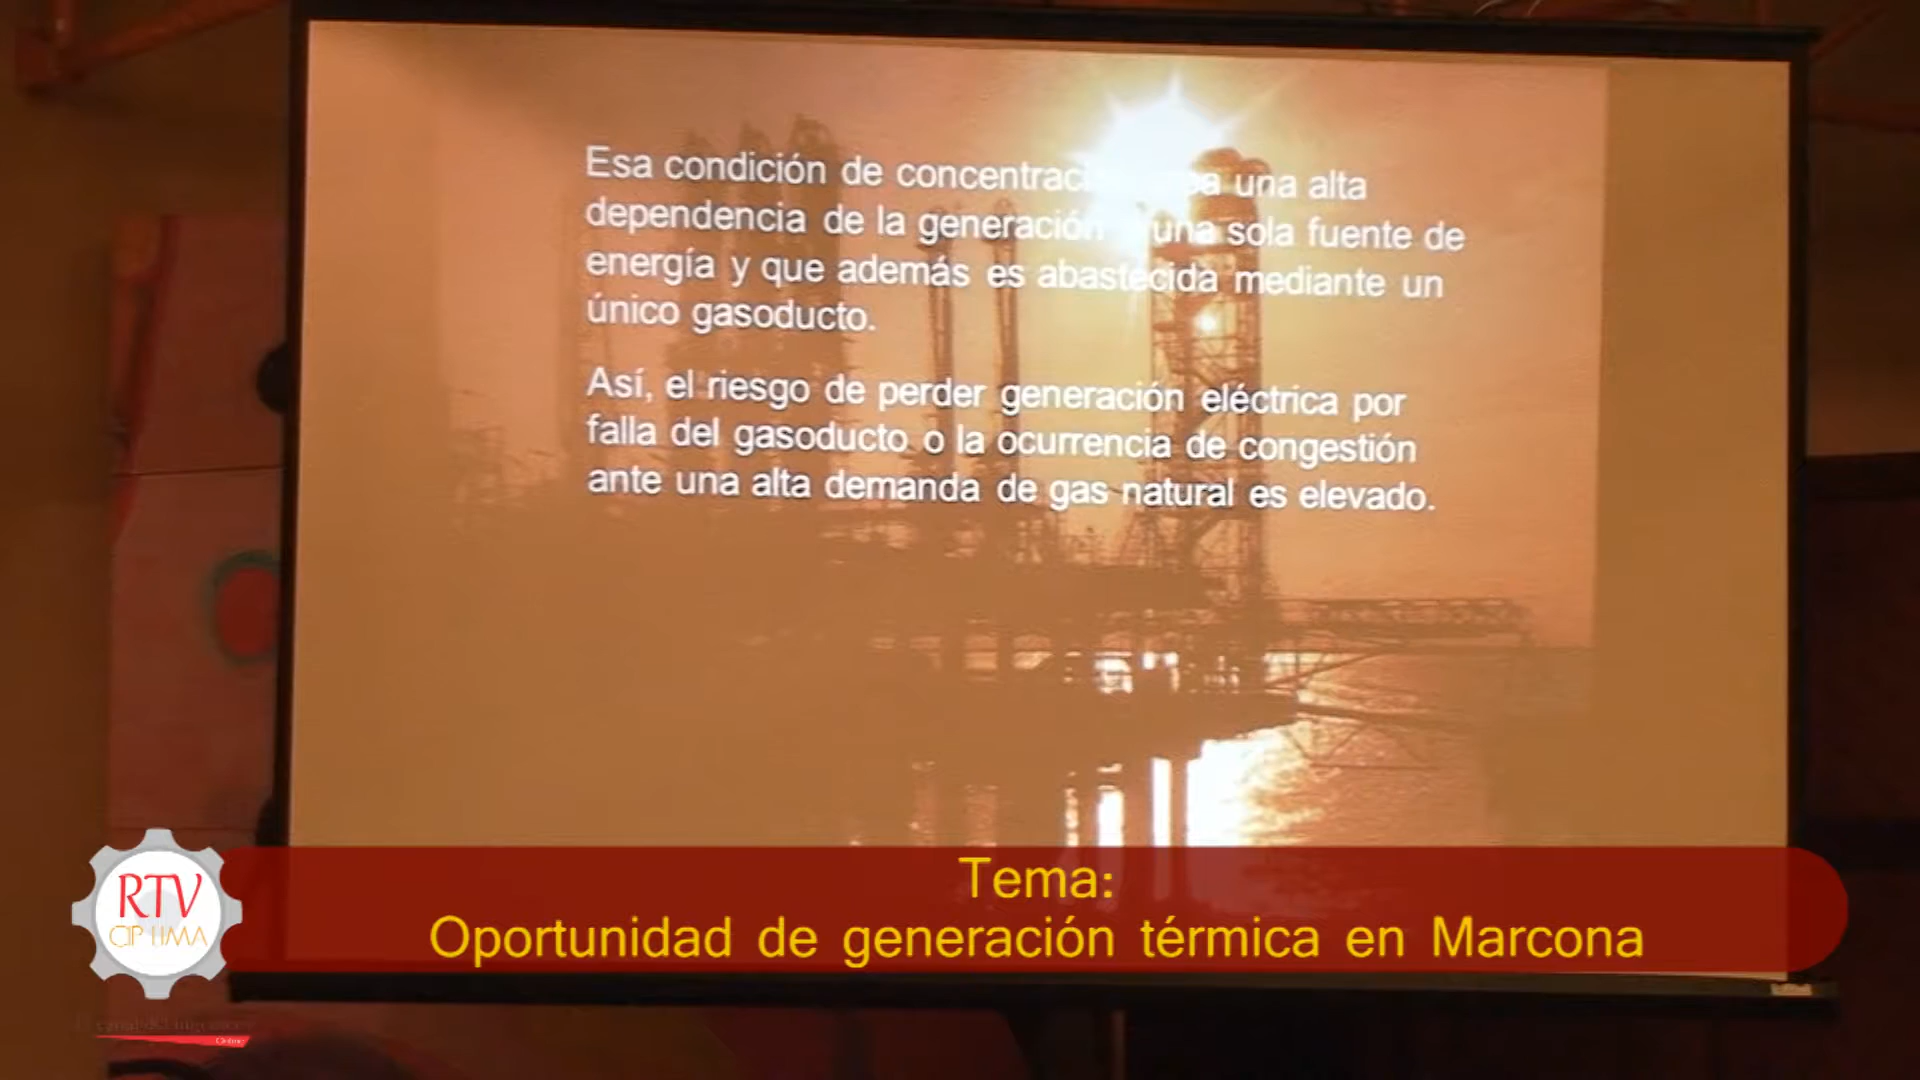 Esa condición de concentrac una alta
dependencia de la generación una sola fuente de
energía y que además es abastecida mediante un
único gasoducto.
Así, el riesgo de perder generación eléctrica por
falla del gasoducto o la ocurrencia de congestión
ante una alta demanda de gas natural es elevado.
Tema:
Oportunidad de generación térmica en Marcona
RTV
CIP LIMA
Online